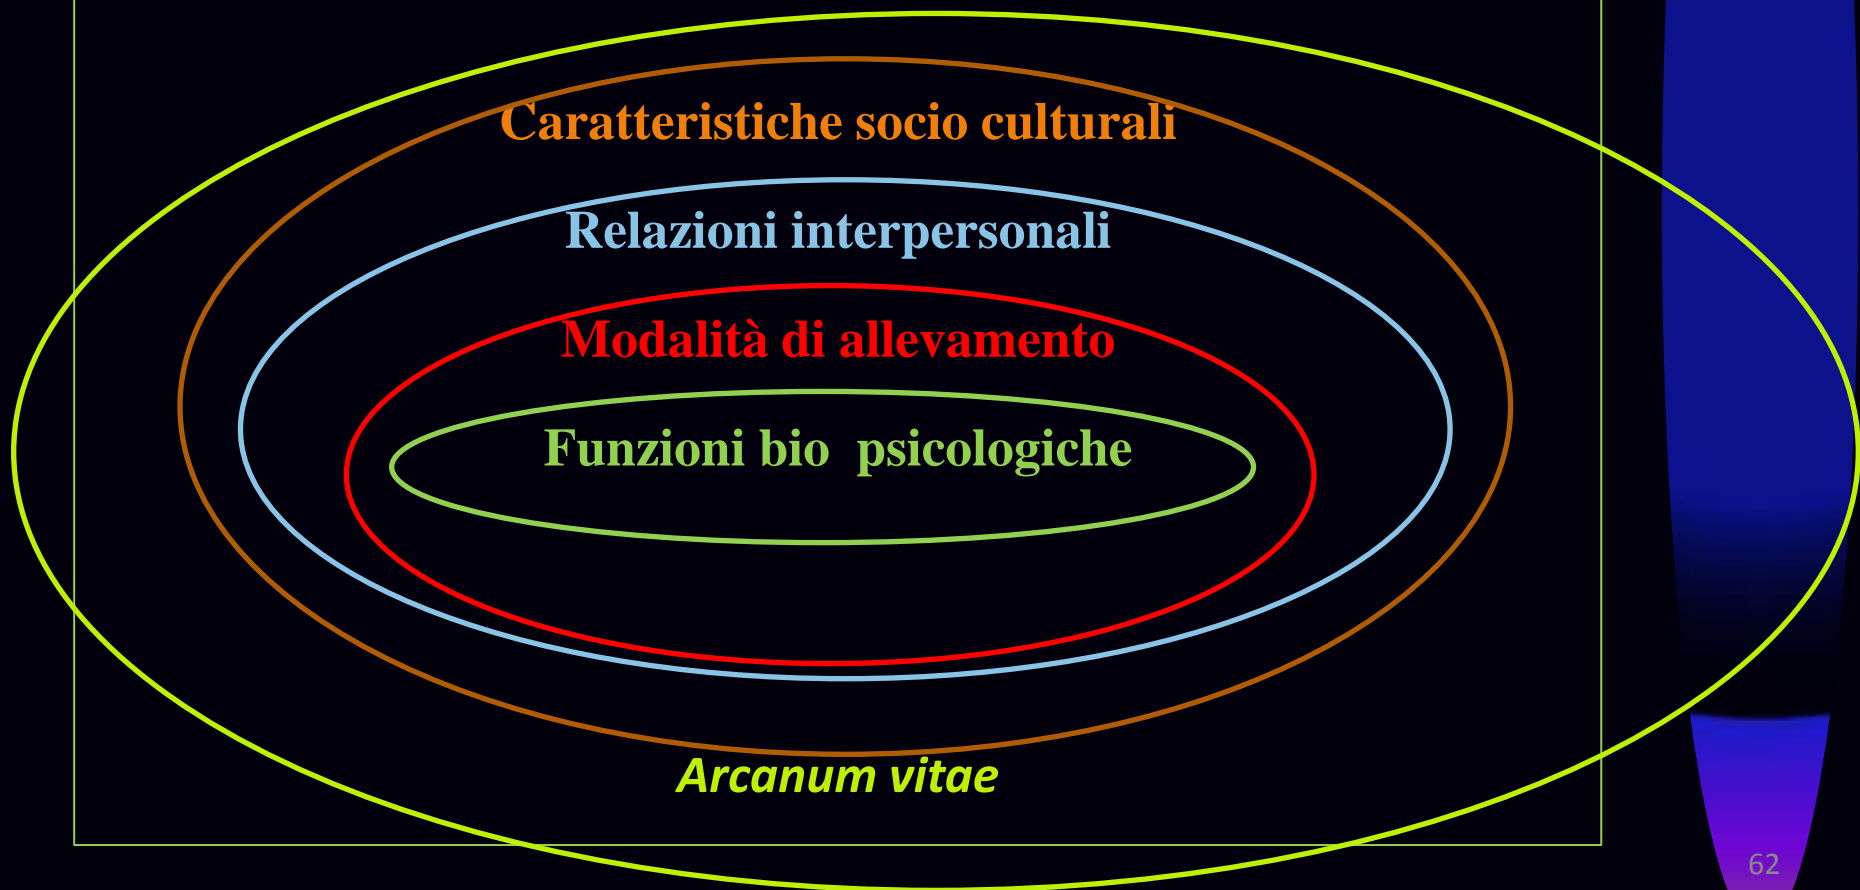 Caratteristiche socio culturali
Relazioni interpersonali
Modalità di allevamento
Funzioni bio  psicologiche
Arcanum vitae
62